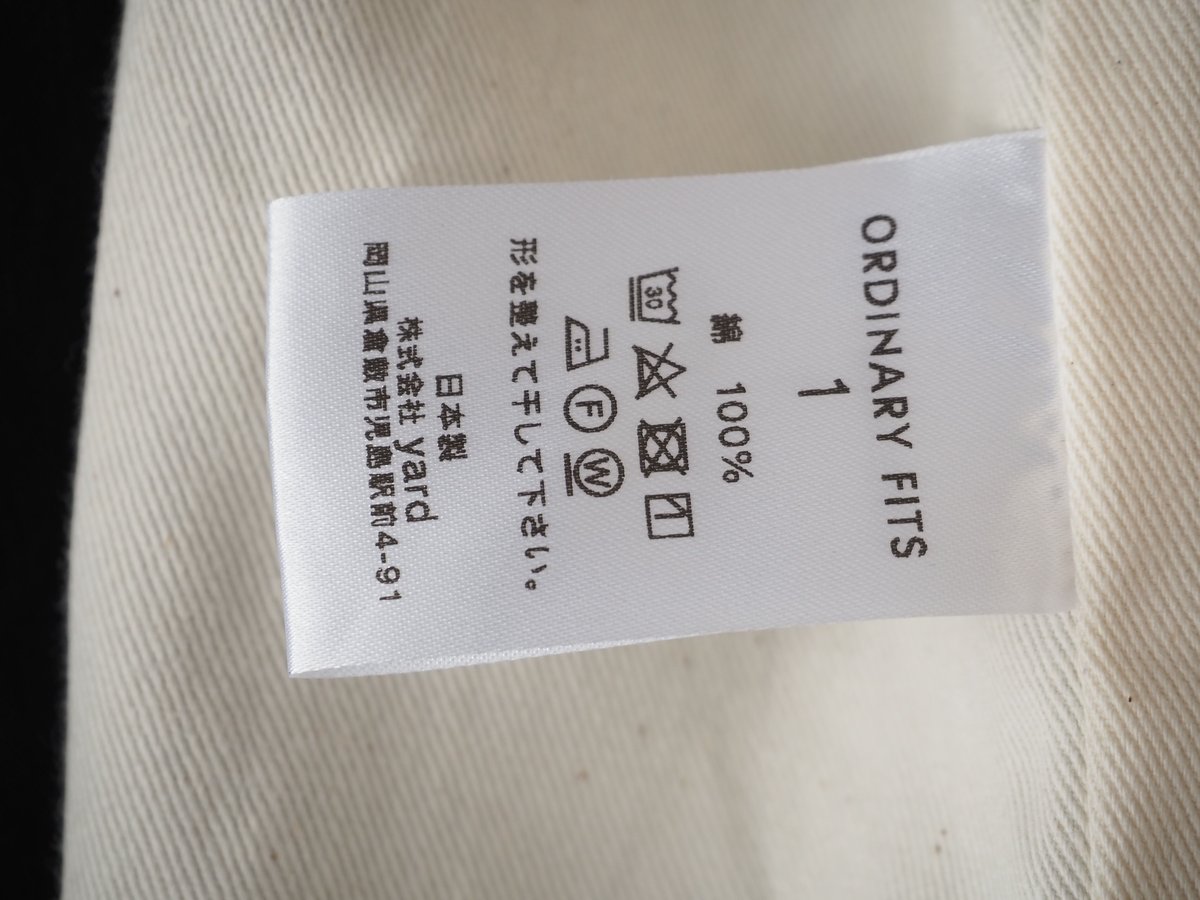 ORDINARY FITS
1
綿 100%
30
F W
形を整えて干して下さい。
日本製
株式会社 yard
岡山県倉敷市児島駅前4-91